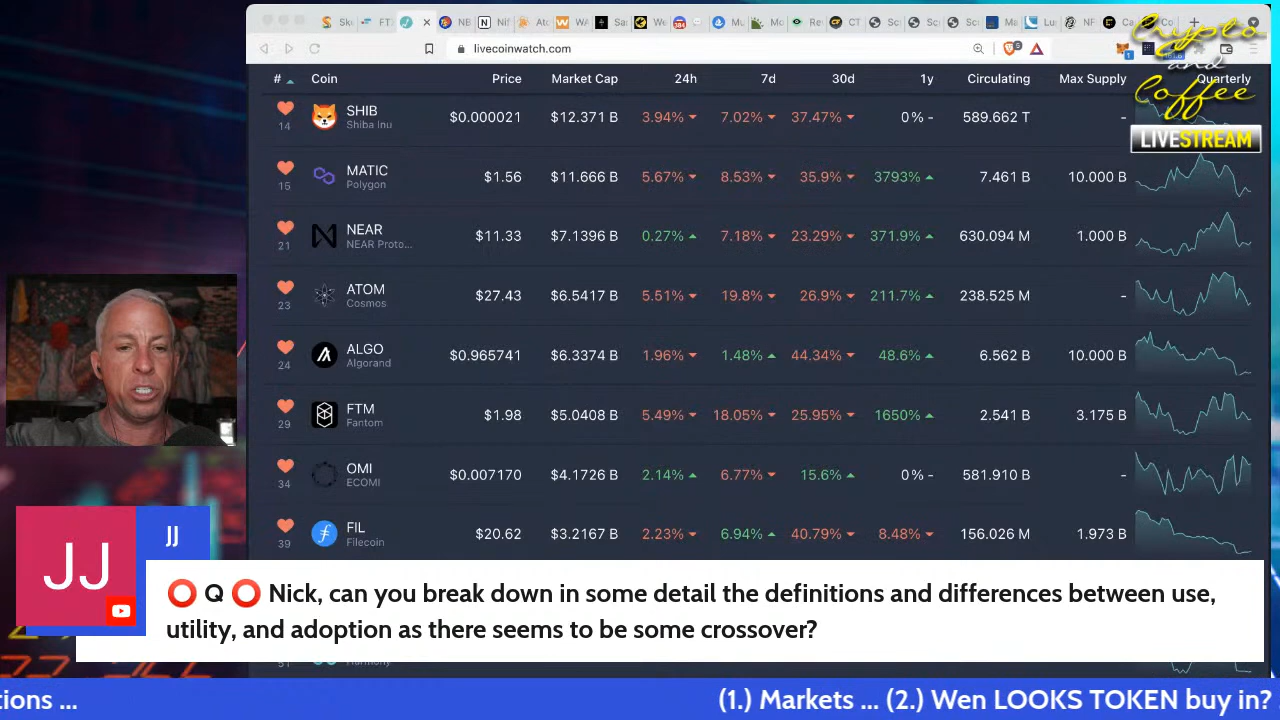 livecoinwatch.com
Crypto
and
Coffee
LIVESTREAM
# Coin Price Market Cap 24h 7d 30d 1y Circulating Max Supply Quarterly
14 SHIB Shiba Inu $0.000021 $12.371 B 3.94% 7.02% 37.47% 0% - 589.662 T -
15 MATIC Polygon $1.56 $11.666 B 5.67% 8.53% 35.9% 3793% 7.461 B 10.000 B
21 NEAR NEAR Proto... $11.33 $7.1396 B 0.27% 7.18% 23.29% 371.9% 630.094 M 1.000 B
23 ATOM Cosmos $27.43 $6.5417 B 5.51% 19.8% 26.9% 211.7% 238.525 M -
24 ALGO Algorand $0.965741 $6.3374 B 1.96% 1.48% 44.34% 48.6% 6.562 B 10.000 B
29 FTM Fantom $1.98 $5.0408 B 5.49% 18.05% 25.95% 1650% 2.541 B 3.175 B
34 OMI ECOMI $0.007170 $4.1726 B 2.14% 6.77% 15.6% 0% - 581.910 B -
39 FIL Filecoin $20.62 $3.2167 B 2.23% 6.94% 40.79% 8.48% 156.026 M 1.973 B
JJ
JJ
⭕ Q ⭕ Nick, can you break down in some detail the definitions and differences between use,
utility, and adoption as there seems to be some crossover?
tions ... (1.) Markets ... (2.) Wen LOOKS TOKEN buy in?